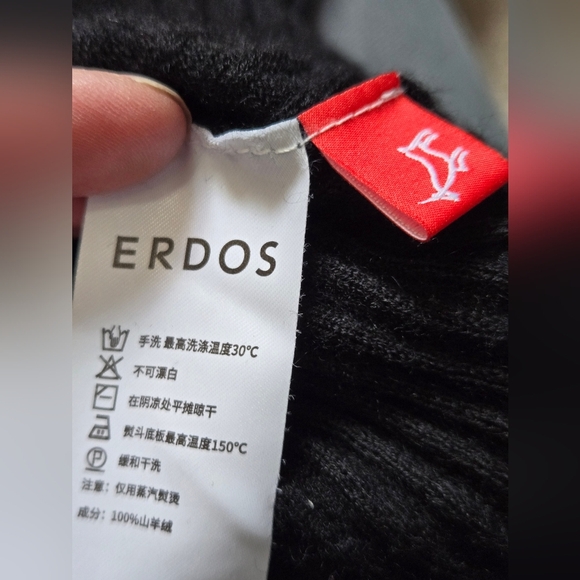 ERDOS
手洗 最高洗涤温度30℃
不可漂白
在阴凉处平摊晾干
熨斗底板最高温度150℃
P 缓和干洗
注意：仅用蒸汽熨烫
成分：100%山羊绒